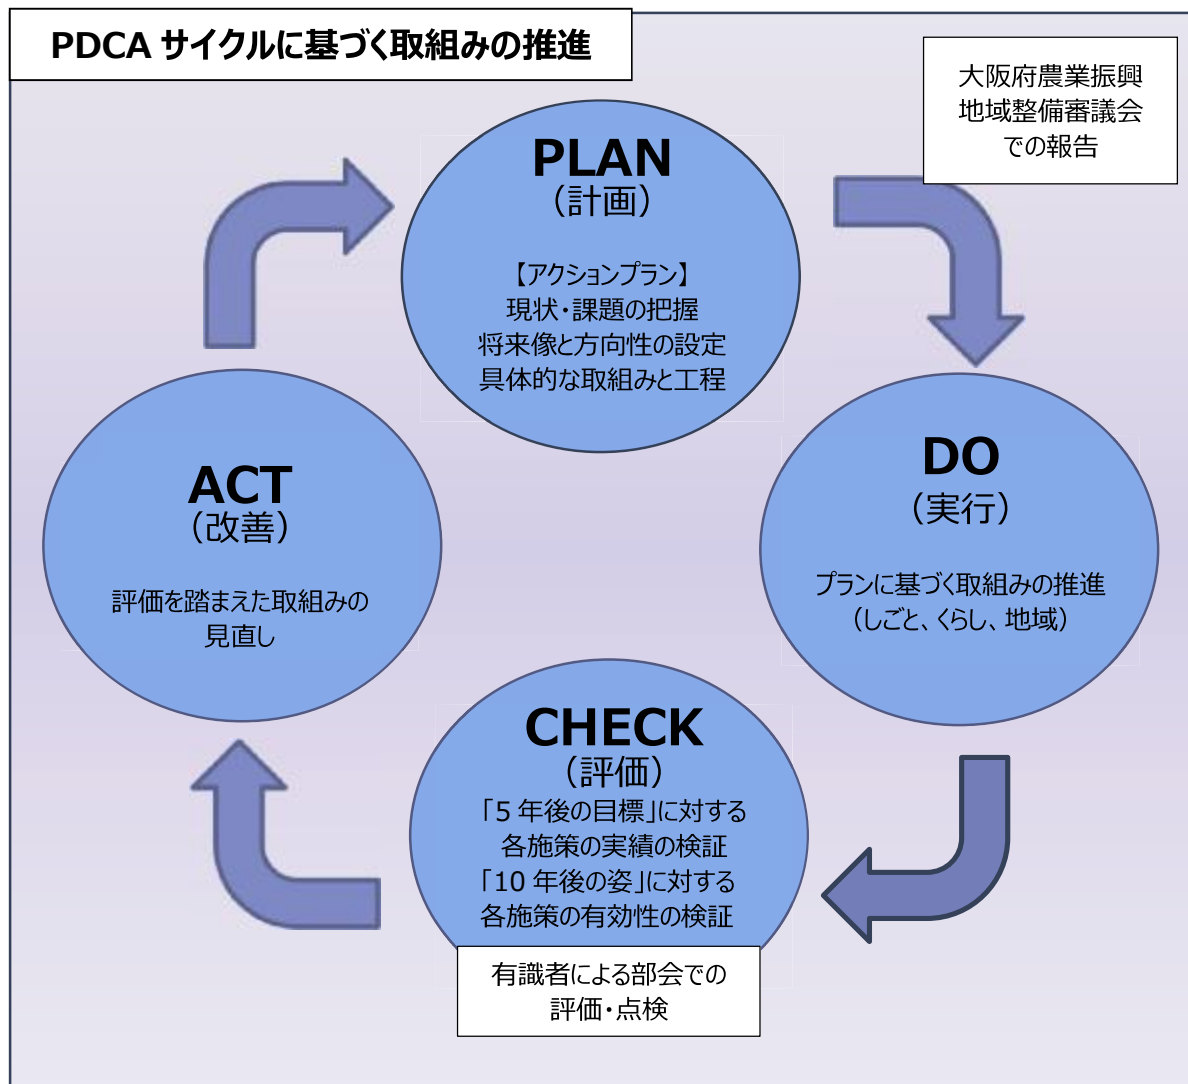 PDCA サイクルに基づく取組みの推進
大阪府農業振興
地域整備審議会
での報告
PLAN
（計画）
【アクションプラン】
現状・課題の把握
将来像と方向性の設定
具体的な取組みと工程
DO
（実行）
プランに基づく取組みの推進
（しごと、くらし、地域）
CHECK
（評価）
「5 年後の目標」に対する
各施策の実績の検証
「10 年後の姿」に対する
各施策の有効性の検証
有識者による部会での
評価・点検
ACT
（改善）
評価を踏まえた取組みの
見直し